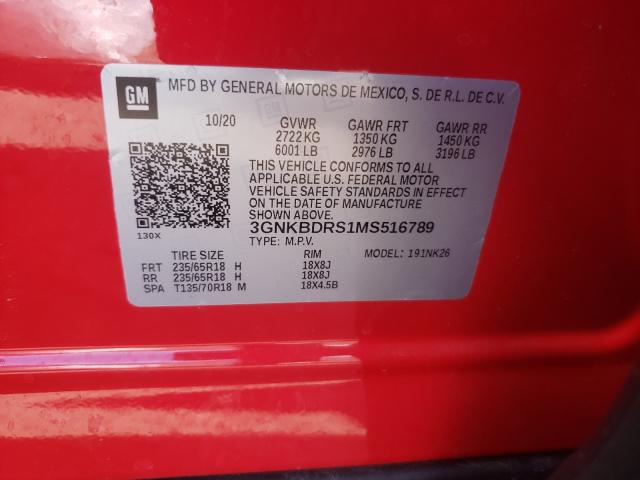 GM
MFD BY GENERAL MOTORS DE MEXICO, S. DE R.L. DE C.V.
10/20 GVWR GAWR FRT GAWR RR
2722 KG 1350 KG 1450 KG
6001 LB 2976 LB 3196 LB
THIS VEHICLE CONFORMS TO ALL
APPLICABLE U.S. FEDERAL MOTOR
VEHICLE SAFETY STANDARDS IN EFFECT
ON THE DATE OF MANUFACTURE
SHOWN ABOVE.
3GNKBDRS1MS516789
130X TYPE: M.P.V.
TIRE SIZE RIM MODEL: 191NK26
FRT 235/65R18 H 18X8J
RR 235/65R18 H 18X8J
SPA T135/70R18 M 18X4.5B